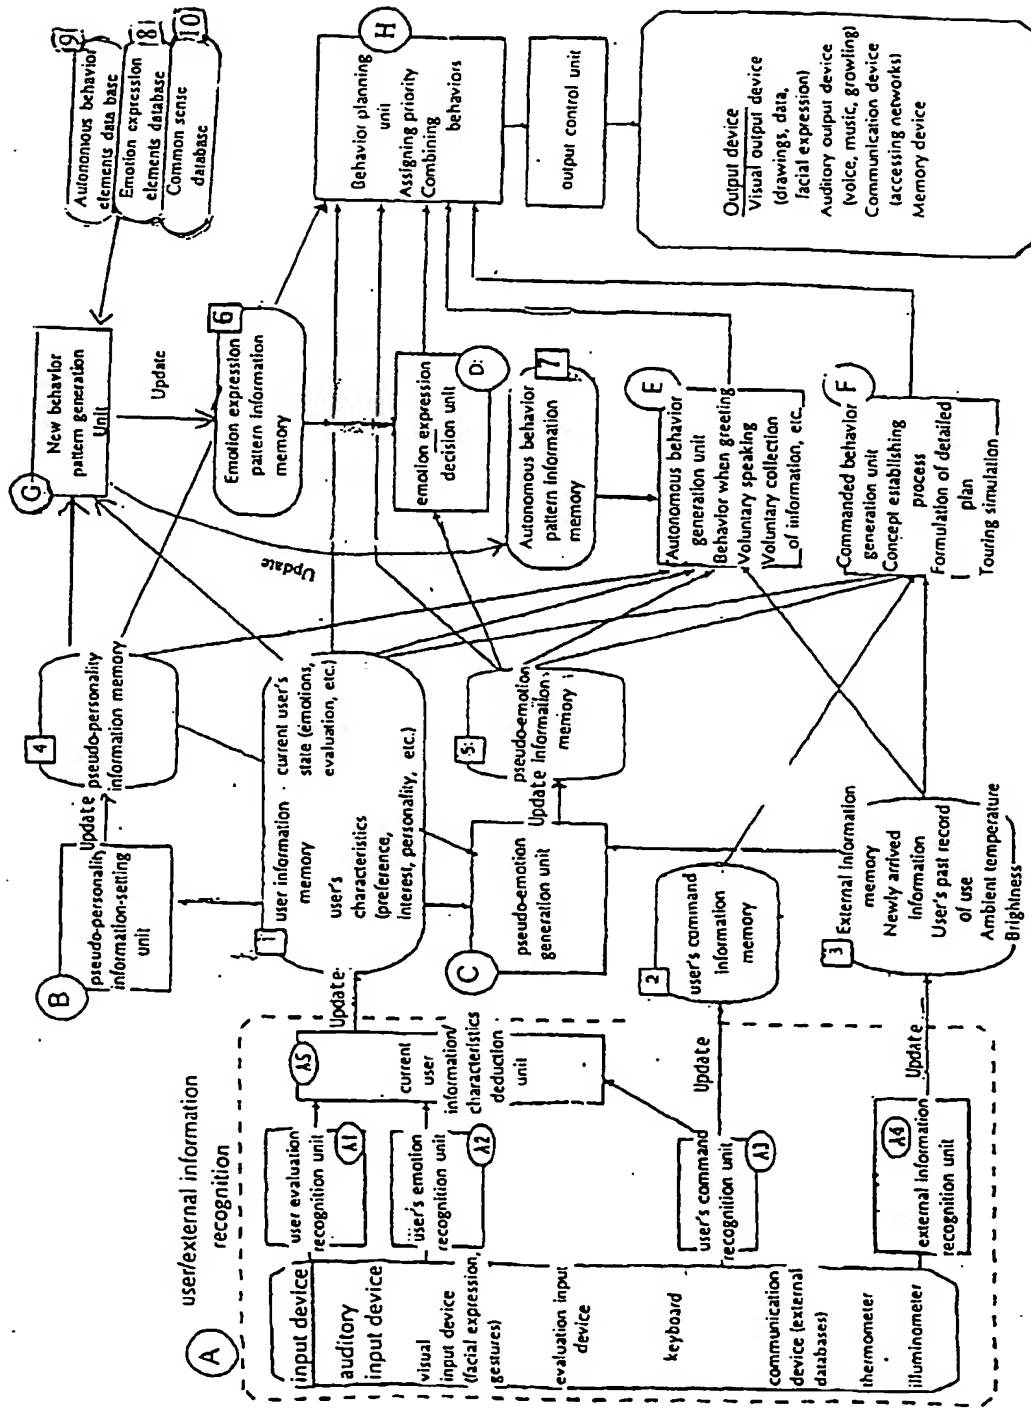 A
user/external information
recognition
input device
auditory
input device
visual
input device
(facial expression,
gestures)
evaluation input
device
keyboard
communication
device (external
databases)
thermometer
illuminometer
user evaluation
recognition unit
A1
user's emotion
recognition unit
A2
user's command
recognition unit
A3
external information
recognition unit
A4
A5
current
user
information/
characteristics
deduction
unit
Update
Update
Update
B
pseudo-personality
information-setting
unit
Update
1
user information
memory
current user's
state (emotions,
evaluation, etc.)
user's
characteristics
(preference,
Interest, personality, etc.)
C
pseudo-emotion
generation unit
Update
2
user's command
Information
memory
3
External Information
memory
Newly arrived
Information
User's past record
of use
Ambient temperature
Brightness
4
pseudo-personality
information memory
5
pseudo-emotion
Information
memory
G
New behavior
pattern generation
Unit
Update
Update
6
Emotion expression
pattern information
memory
emotion expression
decision unit
D
7
Autonomous behavior
pattern information
memory
E
Autonomous behavior
generation unit
Behavior when greeting
Voluntary speaking
Voluntary collection
of information, etc.
F
Commanded behavior
generation unit
Concept establishing
process
Formulation of detailed
plan
Touring simulation
9
Autonomous behavior
elements data base
8
Emotion expression
elements database
10
Common sense
database
H
Behavior planning
unit
Assigning priority
Combining
behaviors
output control unit
Output device
Visual output device
(drawings, data,
facial expression)
Auditory output device
(voice, music, growling)
Communication device
(accessing networks)
Memory device